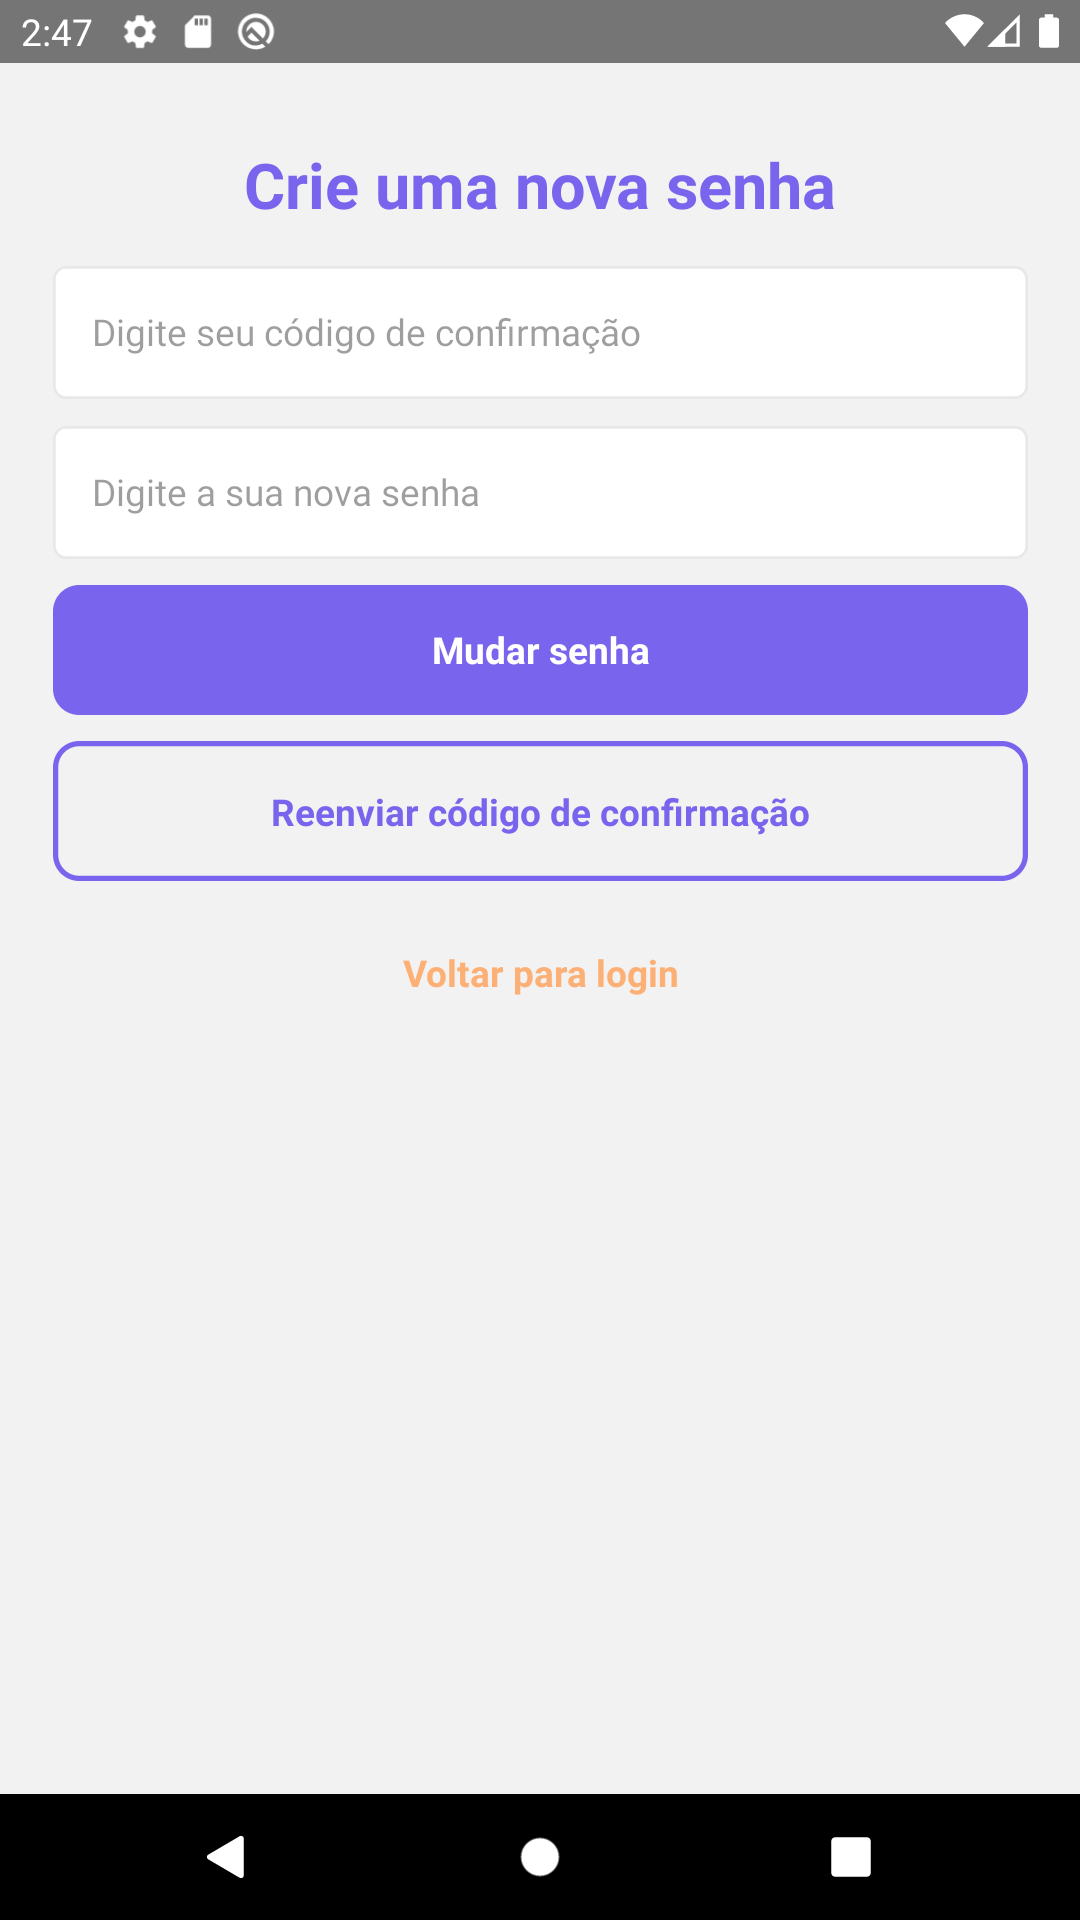 2:47
Crie uma nova senha
Digite seu código de confirmação
Digite a sua nova senha
Mudar senha
Reenviar código de confirmação
Voltar para login